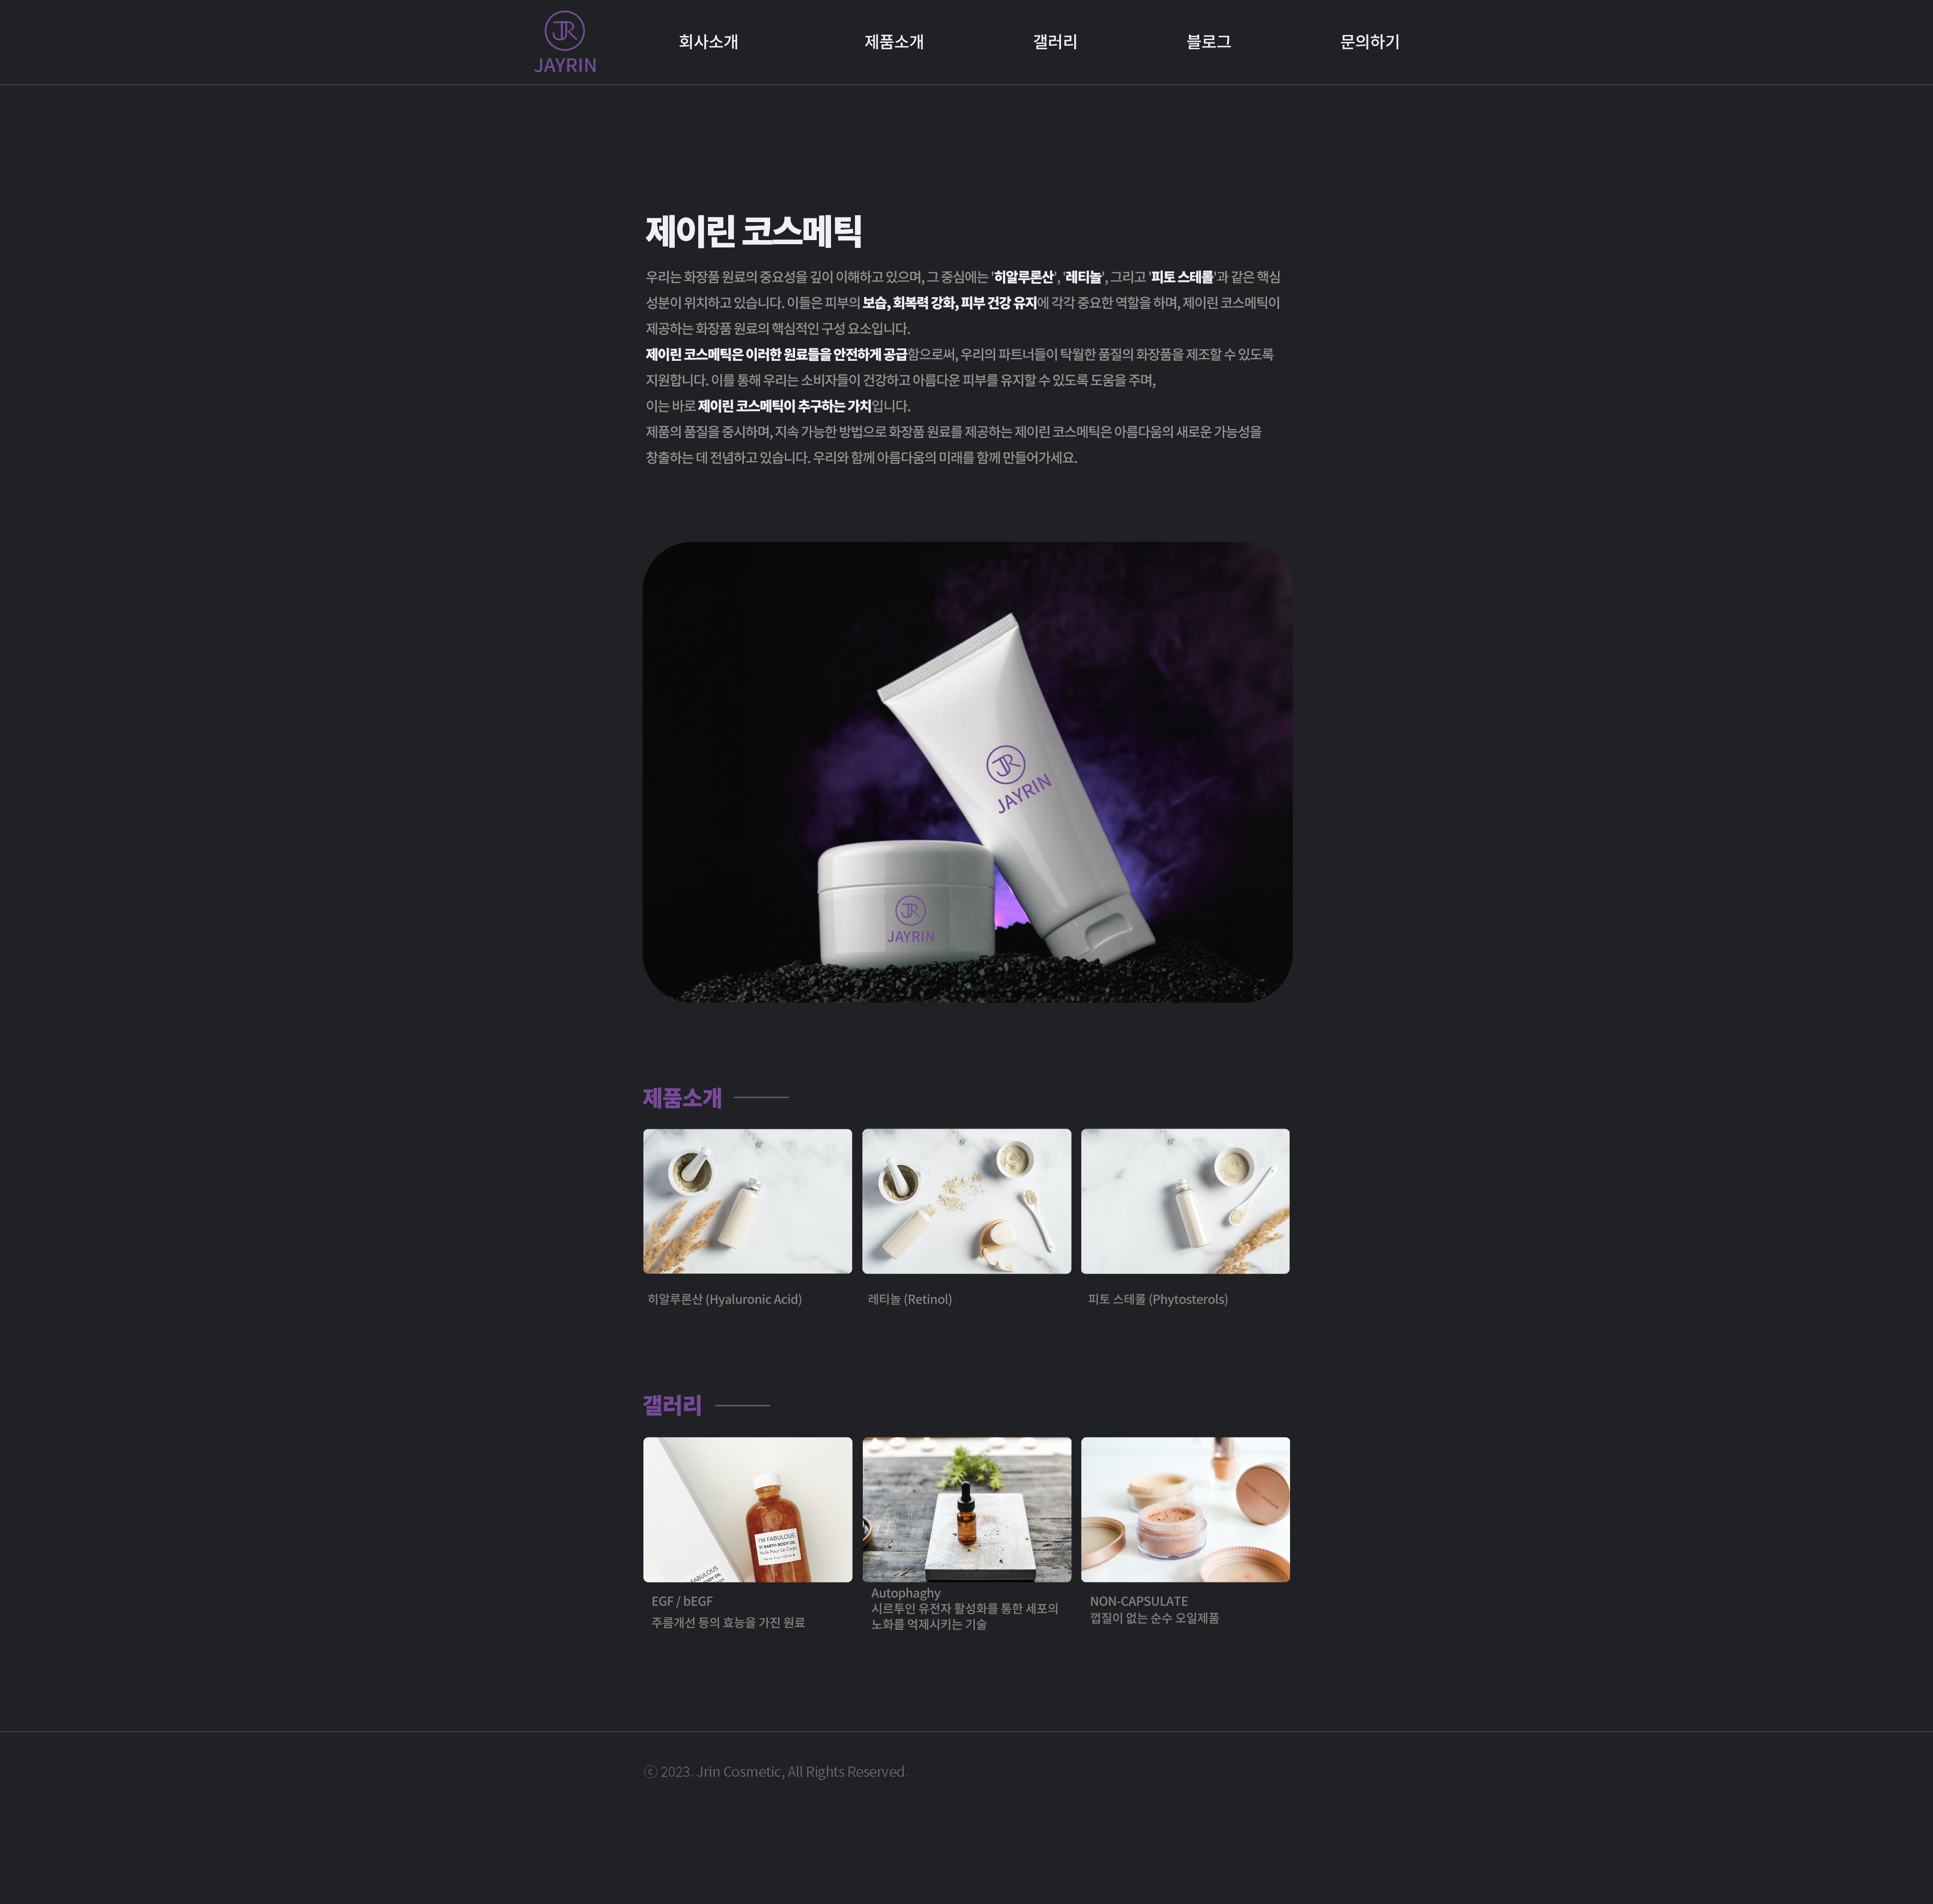 JR
JAYRIN
회사소개
제품소개
갤러리
블로그
문의하기
제이린 코스메틱
우리는 화장품 원료의 중요성을 깊이 이해하고 있으며, 그 중심에는 '히알루론산', '레티놀', 그리고 '피토 스테롤'과 같은 핵심
성분이 위치하고 있습니다. 이들은 피부의 보습, 회복력 강화, 피부 건강 유지에 각각 중요한 역할을 하며, 제이린 코스메틱이
제공하는 화장품 원료의 핵심적인 구성 요소입니다.
제이린 코스메틱은 이러한 원료들을 안전하게 공급함으로써, 우리의 파트너들이 탁월한 품질의 화장품을 제조할 수 있도록
지원합니다. 이를 통해 우리는 소비자들이 건강하고 아름다운 피부를 유지할 수 있도록 도움을 주며,
이는 바로 제이린 코스메틱이 추구하는 가치입니다.
제품의 품질을 중시하며, 지속 가능한 방법으로 화장품 원료를 제공하는 제이린 코스메틱은 아름다움의 새로운 가능성을
창출하는 데 전념하고 있습니다. 우리와 함께 아름다움의 미래를 함께 만들어가세요.
JR
JAYRIN
JR
JAYRIN
제품소개
히알루론산 (Hyaluronic Acid)
레티놀 (Retinol)
피토 스테롤 (Phytosterols)
갤러리
I'M FABULOUS
ST BARTH BODY OIL
Huile Pour Le Corps
FABULOUS
BODY OIL
EGF / bEGF
주름개선 등의 효능을 가진 원료
Autophaghy
시르투인 유전자 활성화를 통한 세포의
노화를 억제시키는 기술
NON-CAPSULATE
껍질이 없는 순수 오일제품
ⓒ 2023. Jrin Cosmetic, All Rights Reserved.